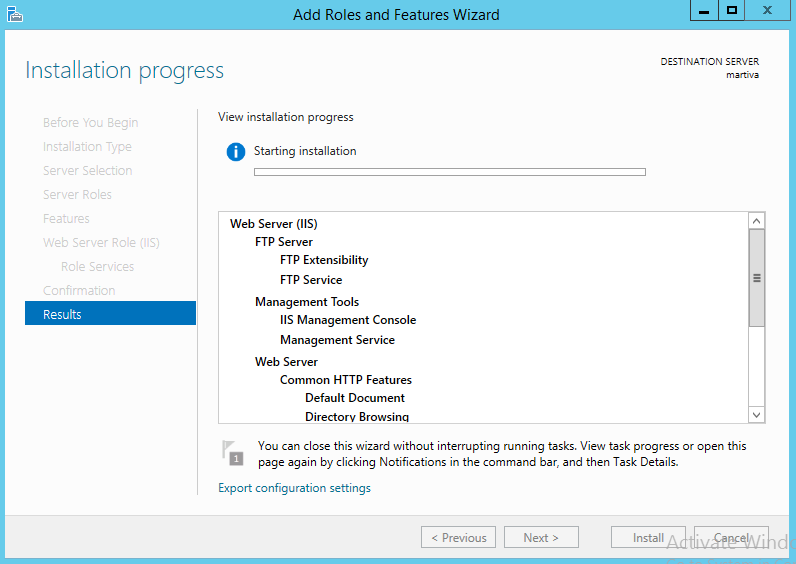 Add Roles and Features Wizard
Installation progress
DESTINATION SERVER
martiva
Before You Begin
Installation Type
Server Selection
Server Roles
Features
Web Server Role (IIS)
Role Services
Confirmation
Results
View installation progress
Starting installation
Web Server (IIS)
FTP Server
FTP Extensibility
FTP Service
Management Tools
IIS Management Console
Management Service
Web Server
Common HTTP Features
Default Document
Directory Browsing
1
You can close this wizard without interrupting running tasks. View task progress or open this
page again by clicking Notifications in the command bar, and then Task Details.
Export configuration settings
< Previous
Next >
Install
Cancel
Activate